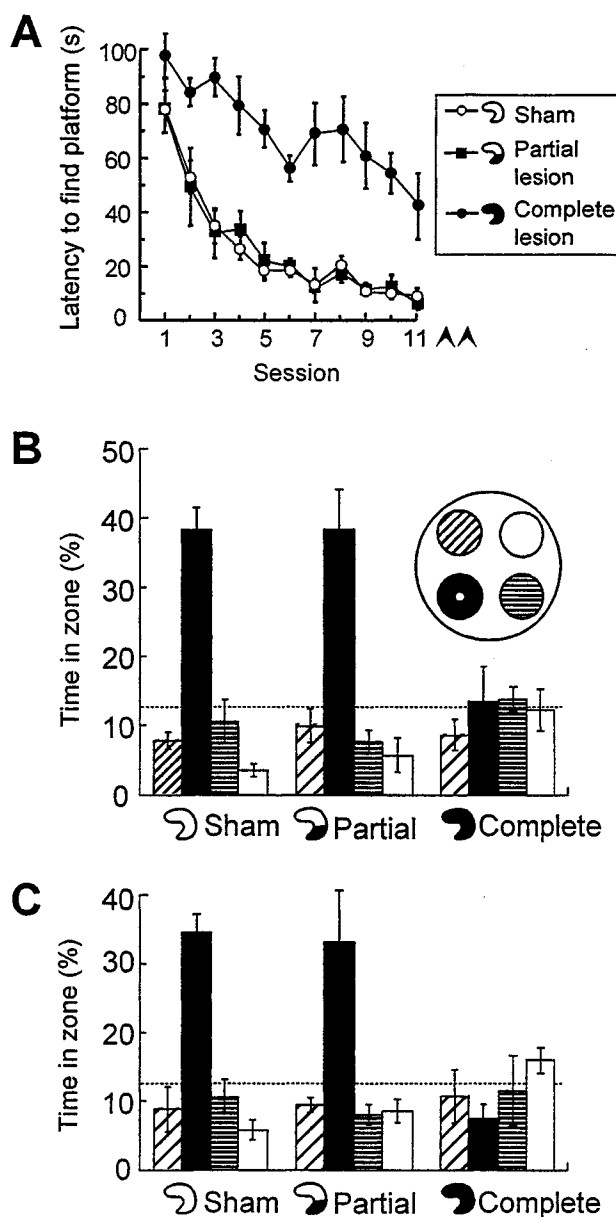 A
Latency to find platform (s)
100
80
60
40
20
0
1 3 5 7 9 11
Session
Sham
Partial
lesion
Complete
lesion
B
Time in zone (%)
50
40
30
20
10
0
Sham Partial Complete
C
Time in zone (%)
40
30
20
10
0
Sham Partial Complete